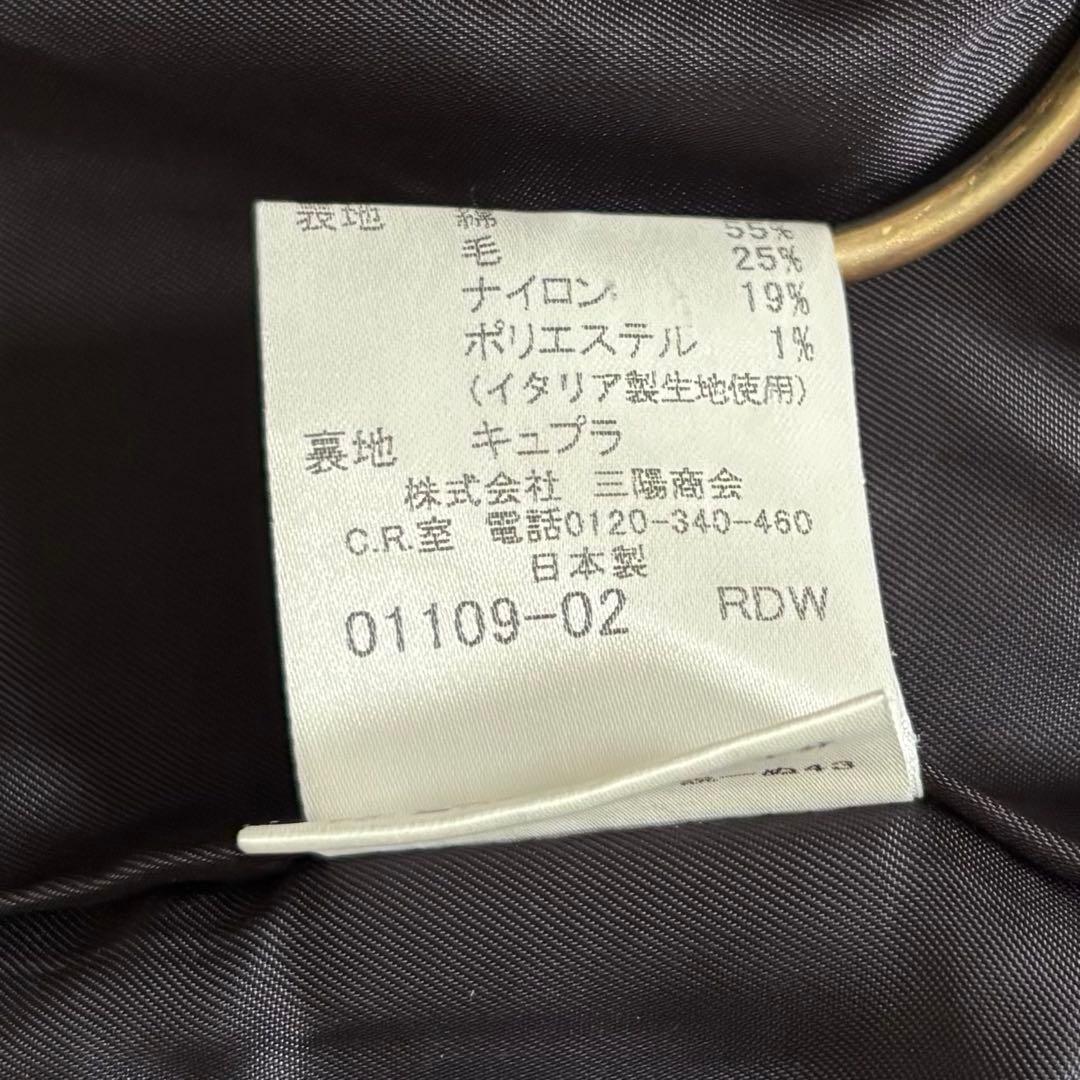 表地 綿 55%
毛 25%
ナイロン 19%
ポリエステル 1%
(イタリア製生地使用)
裏地 キュプラ
株式会社 三陽商会
C.R.室 電話0120-340-460
日本製
01109-02 RDW